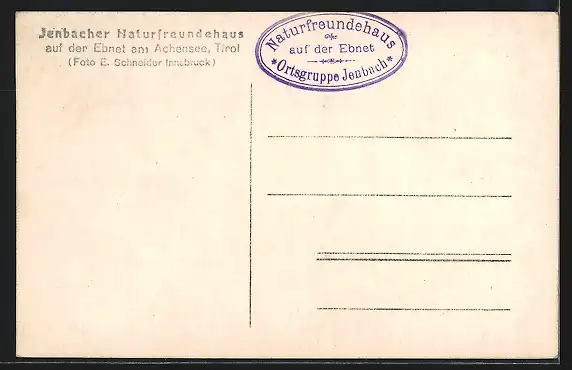 Jenbacher Naturfreundehaus
auf der Ebnet am Achensee, Tirol
(Foto E. Schneider Innsbruck)
Naturfreundehaus
auf der Ebnet
*Ortsgruppe Jenbach*